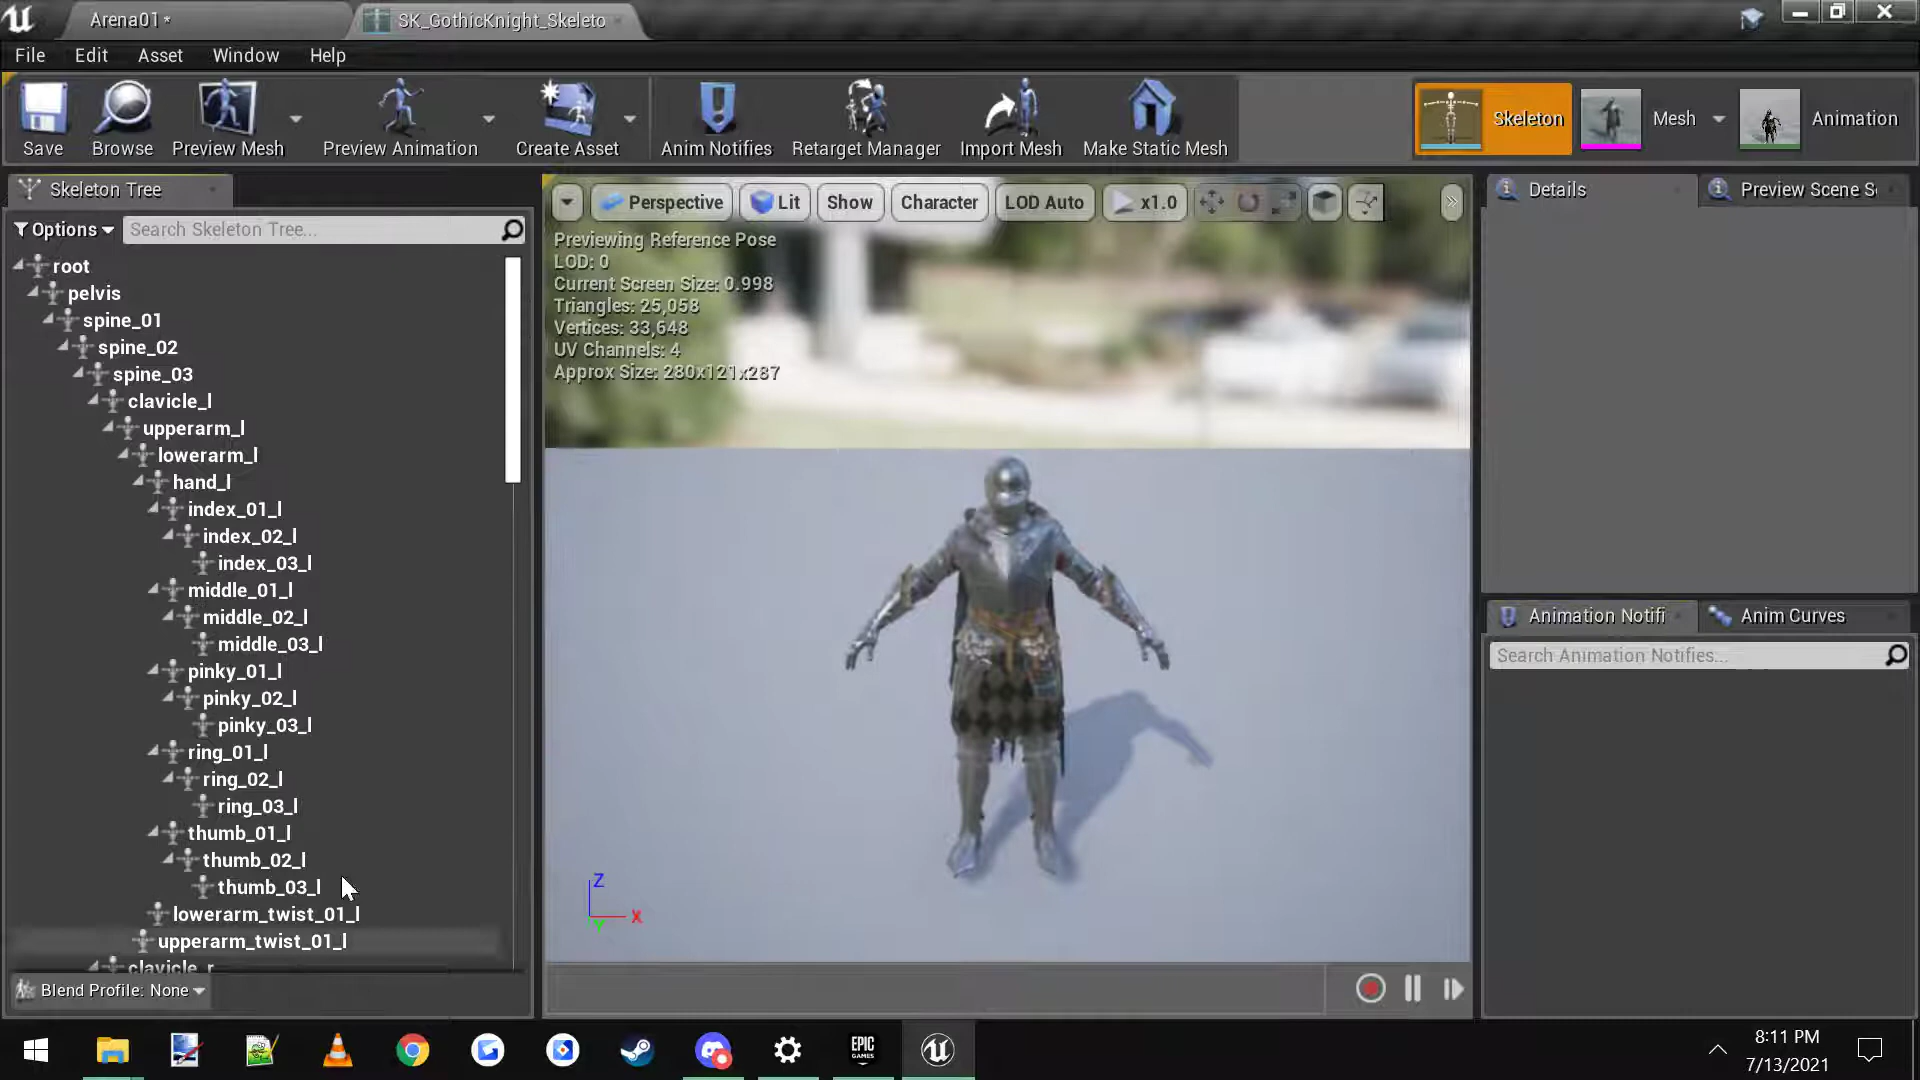 Arena01*
SK_GothicKnight_Skeleto
File Edit Asset Window Help
Save
Browse
Preview Mesh
Preview Animation
Create Asset
Anim Notifies
Retarget Manager
Import Mesh
Make Static Mesh
Skeleton
Mesh
Animation
Skeleton Tree
Options
Search Skeleton Tree...
root
pelvis
spine_01
spine_02
spine_03
clavicle_l
upperarm_l
lowerarm_l
hand_l
index_01_l
index_02_l
index_03_l
middle_01_l
middle_02_l
middle_03_l
pinky_01_l
pinky_02_l
pinky_03_l
ring_01_l
ring_02_l
ring_03_l
thumb_01_l
thumb_02_l
thumb_03_l
lowerarm_twist_01_l
upperarm_twist_01_l
clavicle_r
Blend Profile: None
Perspective
Lit
Show
Character
LOD Auto
x1.0
Previewing Reference Pose
LOD: 0
Current Screen Size: 0.998
Triangles: 25,058
Vertices: 33,648
UV Channels: 4
Approx Size: 280x121x287
Z
X
Y
Details
Preview Scene S
Animation Notifi
Anim Curves
Search Animation Notifies...
EPIC
GAMES
8:11 PM
7/13/2021